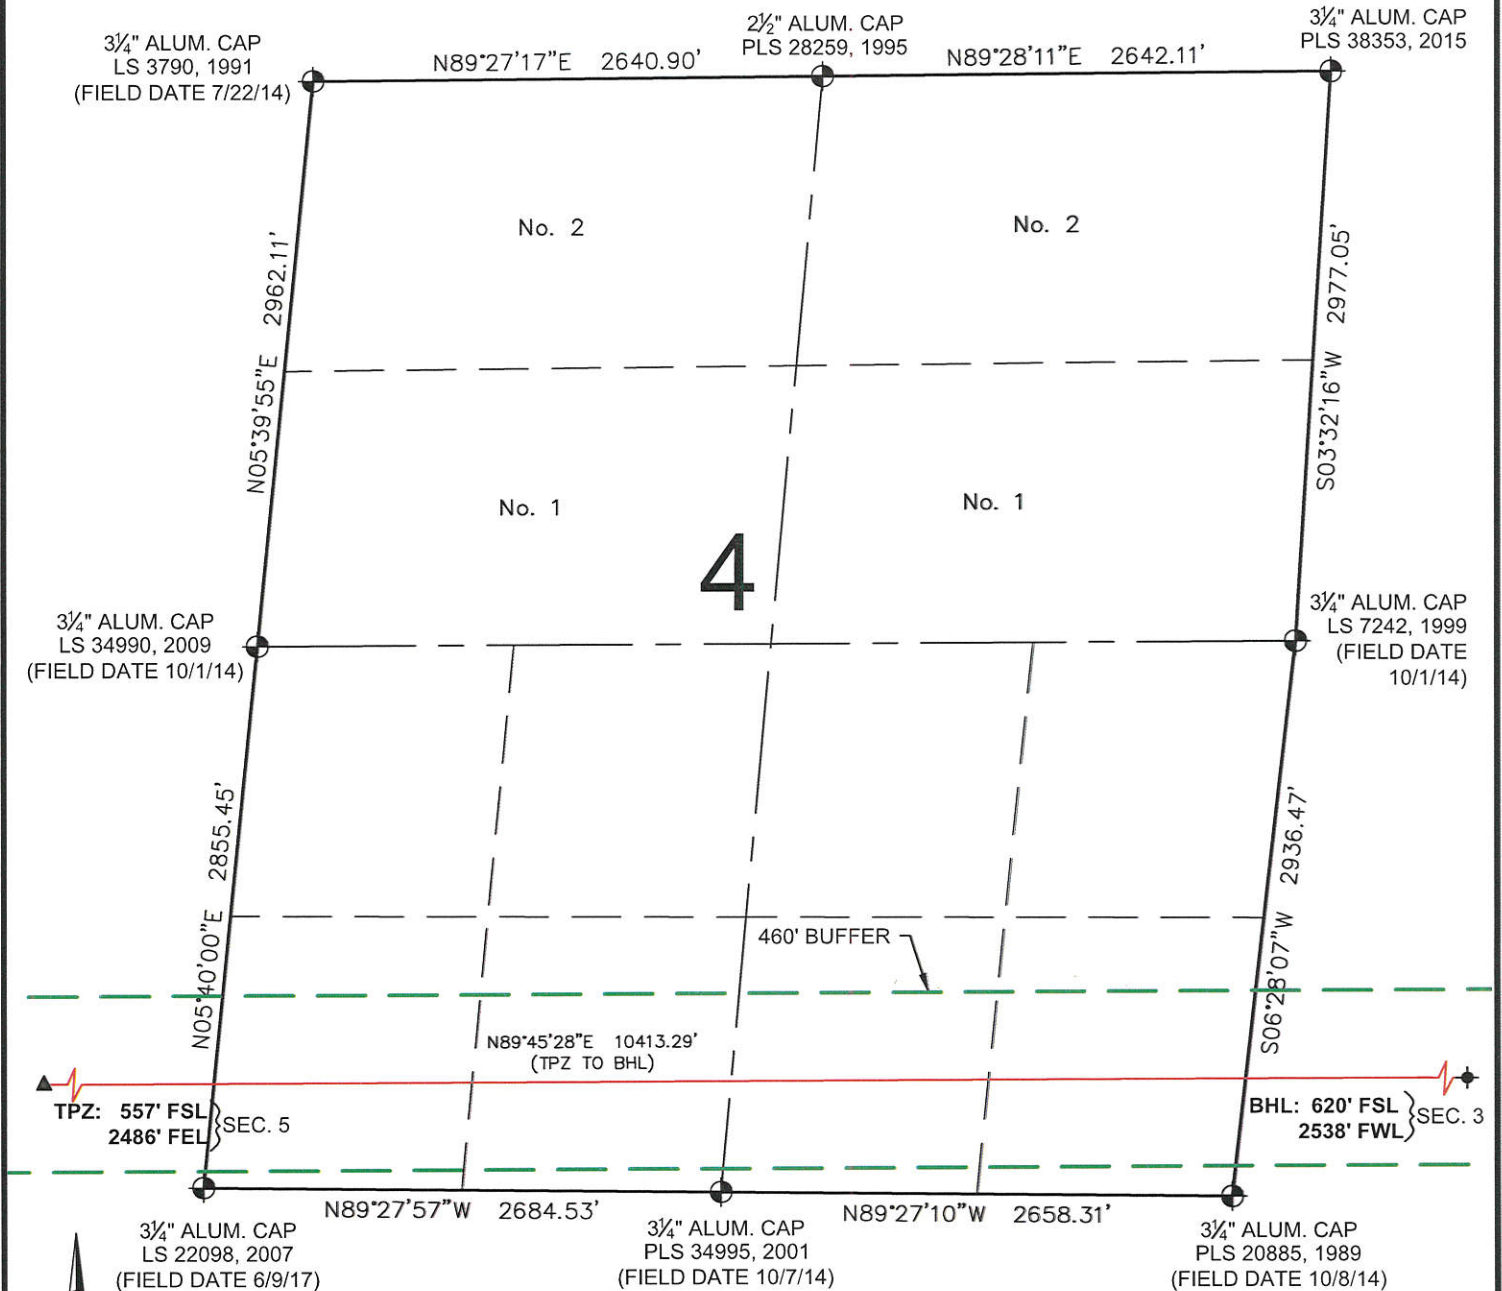 3¼" ALUM. CAP
LS 3790, 1991
(FIELD DATE 7/22/14)
N89°27'17"E 2640.90'
2½" ALUM. CAP
PLS 28259, 1995
N89°28'11"E 2642.11'
3¼" ALUM. CAP
PLS 38353, 2015
No. 2
No. 2
N05°39'55"E 2962.11'
S03°32'16"W 2977.05'
No. 1
No. 1
4
3¼" ALUM. CAP
LS 34990, 2009
(FIELD DATE 10/1/14)
3¼" ALUM. CAP
LS 7242, 1999
(FIELD DATE
10/1/14)
N05°40'00"E 2855.45'
S06°28'07"W 2936.47'
460' BUFFER
N89°45'28"E 10413.29'
(TPZ TO BHL)
TPZ: 557' FSL
2486' FEL
SEC. 5
BHL: 620' FSL
2538' FWL
SEC. 3
N89°27'57"W 2684.53'
N89°27'10"W 2658.31'
3¼" ALUM. CAP
LS 22098, 2007
(FIELD DATE 6/9/17)
3¼" ALUM. CAP
PLS 34995, 2001
(FIELD DATE 10/7/14)
3¼" ALUM. CAP
PLS 20885, 1989
(FIELD DATE 10/8/14)